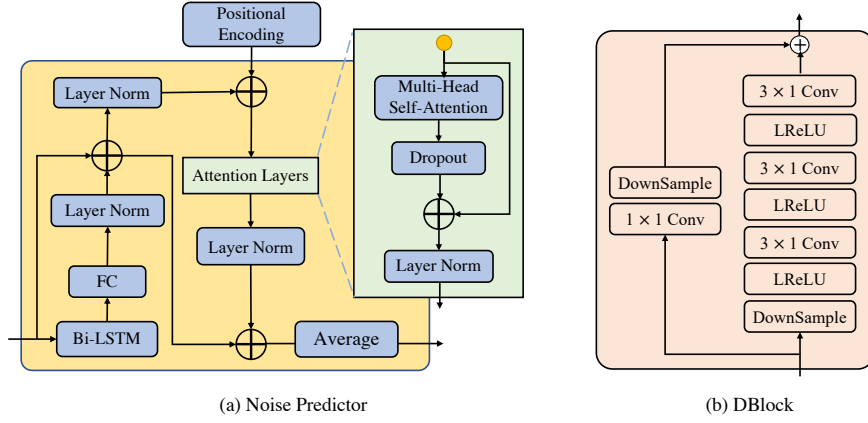 Positional
Encoding
Layer Norm
Attention Layers
Layer Norm
Layer Norm
FC
Bi-LSTM
Average
Multi-Head
Self-Attention
Dropout
Layer Norm
(a) Noise Predictor
3 × 1 Conv
LReLU
3 × 1 Conv
LReLU
3 × 1 Conv
LReLU
DownSample
DownSample
1 × 1 Conv
(b) DBlock